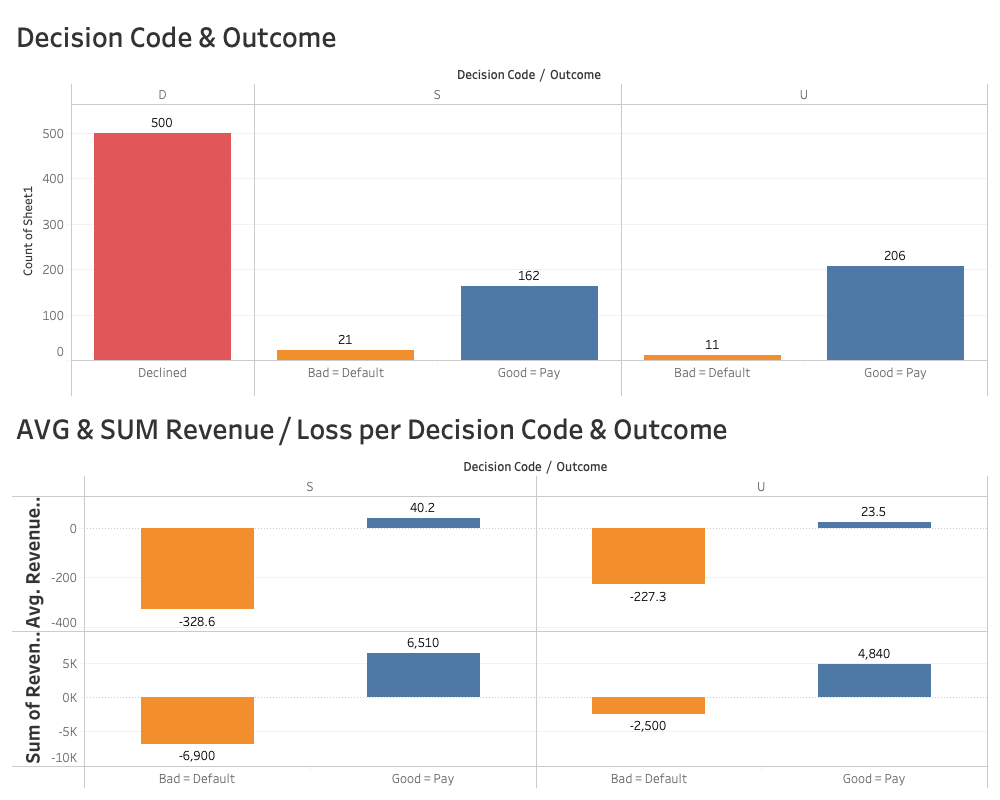 Decision Code & Outcome
Decision Code / Outcome
D S U
Count of Sheet1
500
400
300
200
100
0
500
21
162
11
206
Declined Bad = Default Good = Pay Bad = Default Good = Pay
AVG & SUM Revenue / Loss per Decision Code & Outcome
Decision Code / Outcome
S U
Avg. Revenue..
0
-200
-400
-328.6
40.2
-227.3
23.5
Sum of Reven..
5K
0K
-5K
-10K
-6,900
6,510
-2,500
4,840
Bad = Default Good = Pay Bad = Default Good = Pay